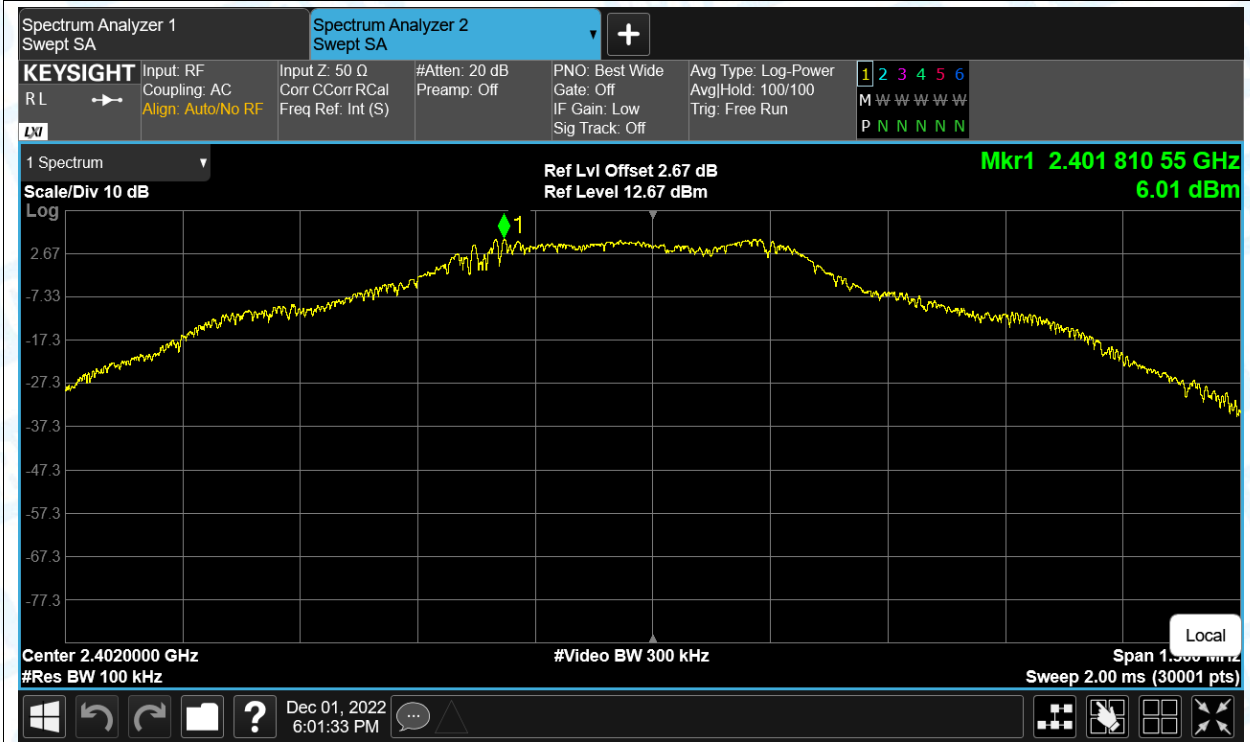 Spectrum Analyzer 1
Swept SA
Spectrum Analyzer 2
Swept SA
KEYSIGHT
R L
LXI
Input: RF
Coupling: AC
Align: Auto/No RF
Input Z: 50 Ω
Corr CCorr RCal
Freq Ref: Int (S)
#Atten: 20 dB
Preamp: Off
PNO: Best Wide
Gate: Off
IF Gain: Low
Sig Track: Off
Avg Type: Log-Power
Avg|Hold: 100/100
Trig: Free Run
1 2 3 4 5 6
M W W W W W
P N N N N N
1 Spectrum
Scale/Div 10 dB
Log
Ref Lvl Offset 2.67 dB
Ref Level 12.67 dBm
Mkr1 2.401 810 55 GHz
6.01 dBm
1
2.67
-7.33
-17.3
-27.3
-37.3
-47.3
-57.3
-67.3
-77.3
Local
Center 2.4020000 GHz
#Video BW 300 kHz
Span
#Res BW 100 kHz
Sweep 2.00 ms (30001 pts)
?
Dec 01, 2022
6:01:33 PM